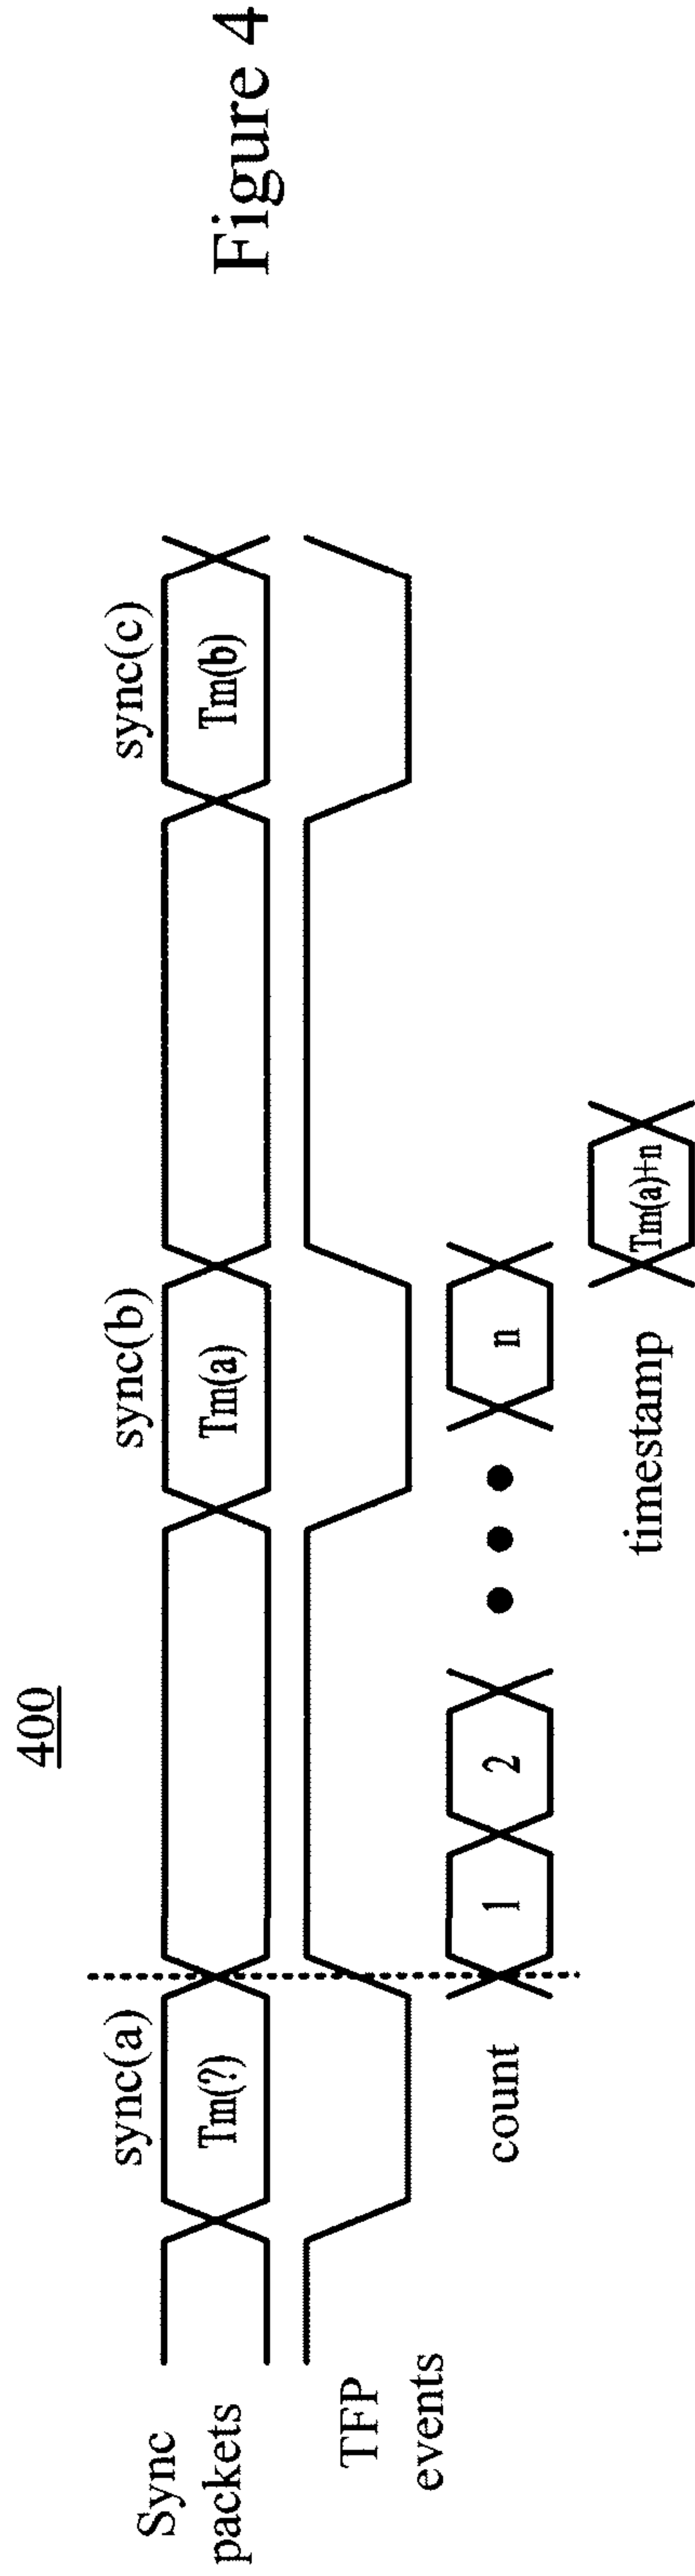 400
sync(a) sync(b) sync(c)
Sync
packets
Tm(?) Tm(a) Tm(b)
TFP
events
count 1 2 n
timestamp Tm(a)+n
Figure 4